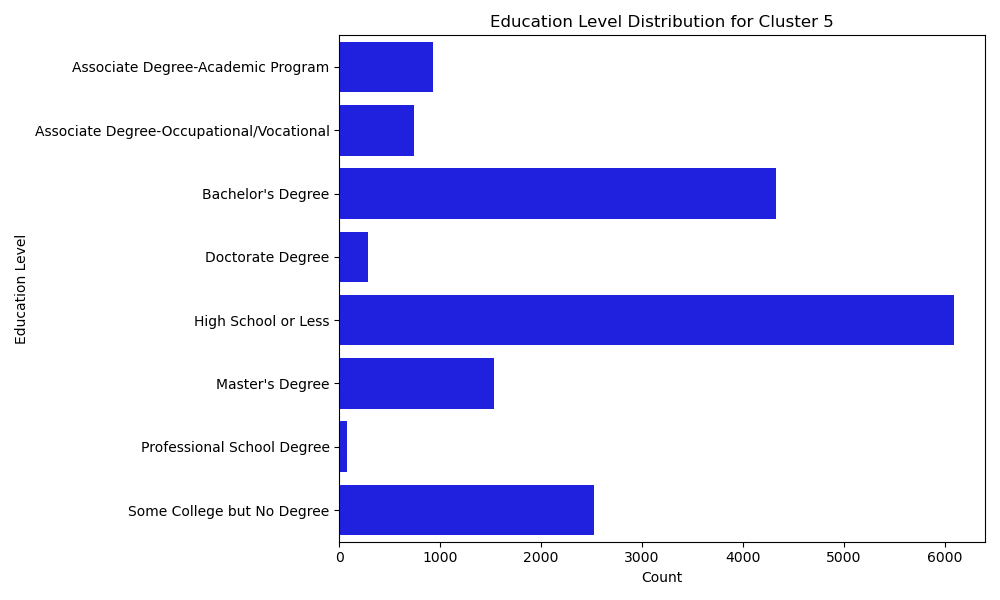 Education Level Distribution for Cluster 5
Education Level
Associate Degree-Academic Program
Associate Degree-Occupational/Vocational
Bachelor's Degree
Doctorate Degree
High School or Less
Master's Degree
Professional School Degree
Some College but No Degree
0 1000 2000 3000 4000 5000 6000
Count